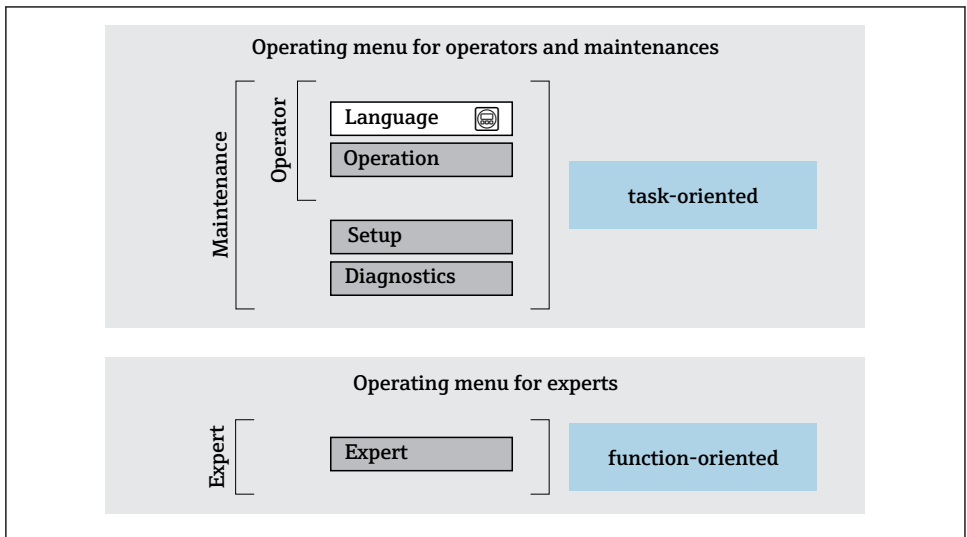 Operating menu for operators and maintenances
Maintenance
Operator
Language
Operation
Setup
Diagnostics
task-oriented
Operating menu for experts
Expert
Expert
function-oriented